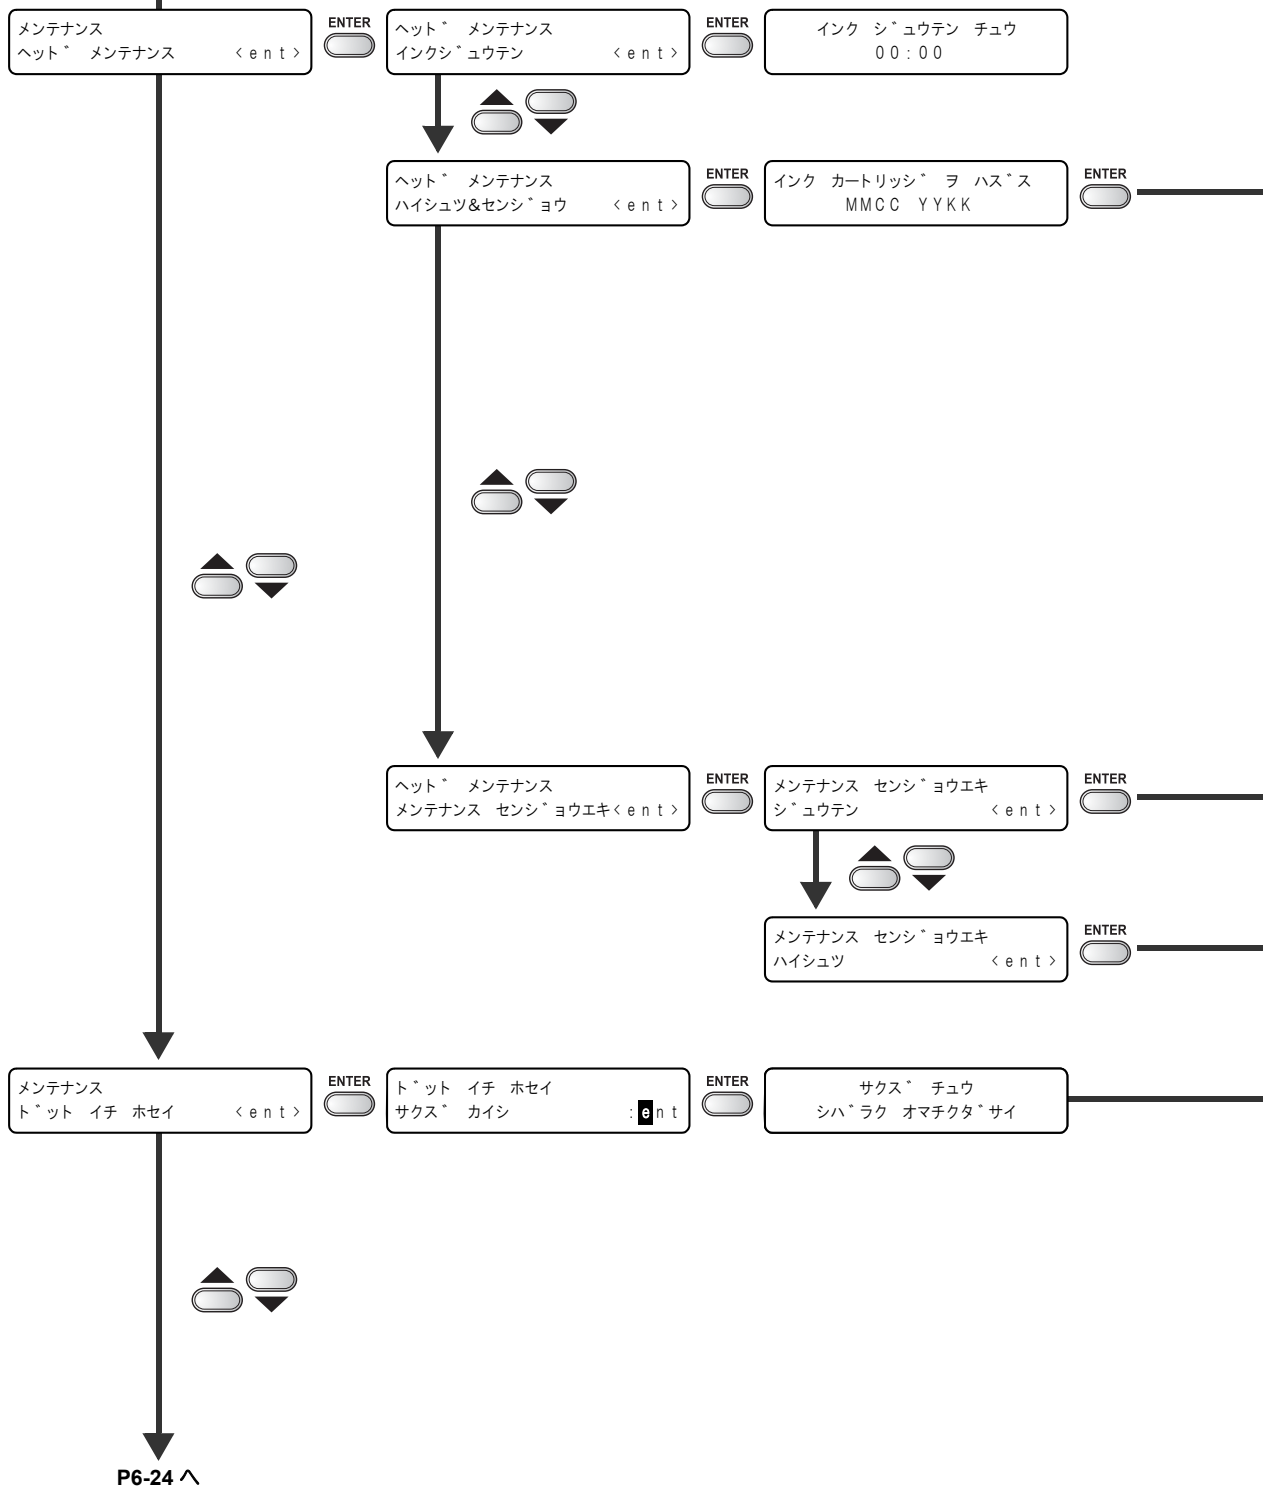 メンテナンス
ヘット゛ メンテナンス <ent>
ENTER
ヘット゛ メンテナンス
インクシ゛ュウテン <ent>
ENTER
インク シ゛ュウテン チュウ
00:00
ヘット゛ メンテナンス
ハイシュツ&センシ゛ョウ <ent>
ENTER
インク カートリッシ゛ ヲ ハス゛ス
MMCC YYKK
ENTER
ヘット゛ メンテナンス
メンテナンス センシ゛ョウエキ<ent>
ENTER
メンテナンス センシ゛ョウエキ
シ゛ュウテン <ent>
ENTER
メンテナンス センシ゛ョウエキ
ハイシュツ <ent>
ENTER
メンテナンス
ト゛ット イチ ホセイ <ent>
ENTER
ト゛ット イチ ホセイ
サクス゛ カイシ :ent
ENTER
サクス゛ チュウ
シハ゛ラク オマチクタ゛サイ
P6-24 へ